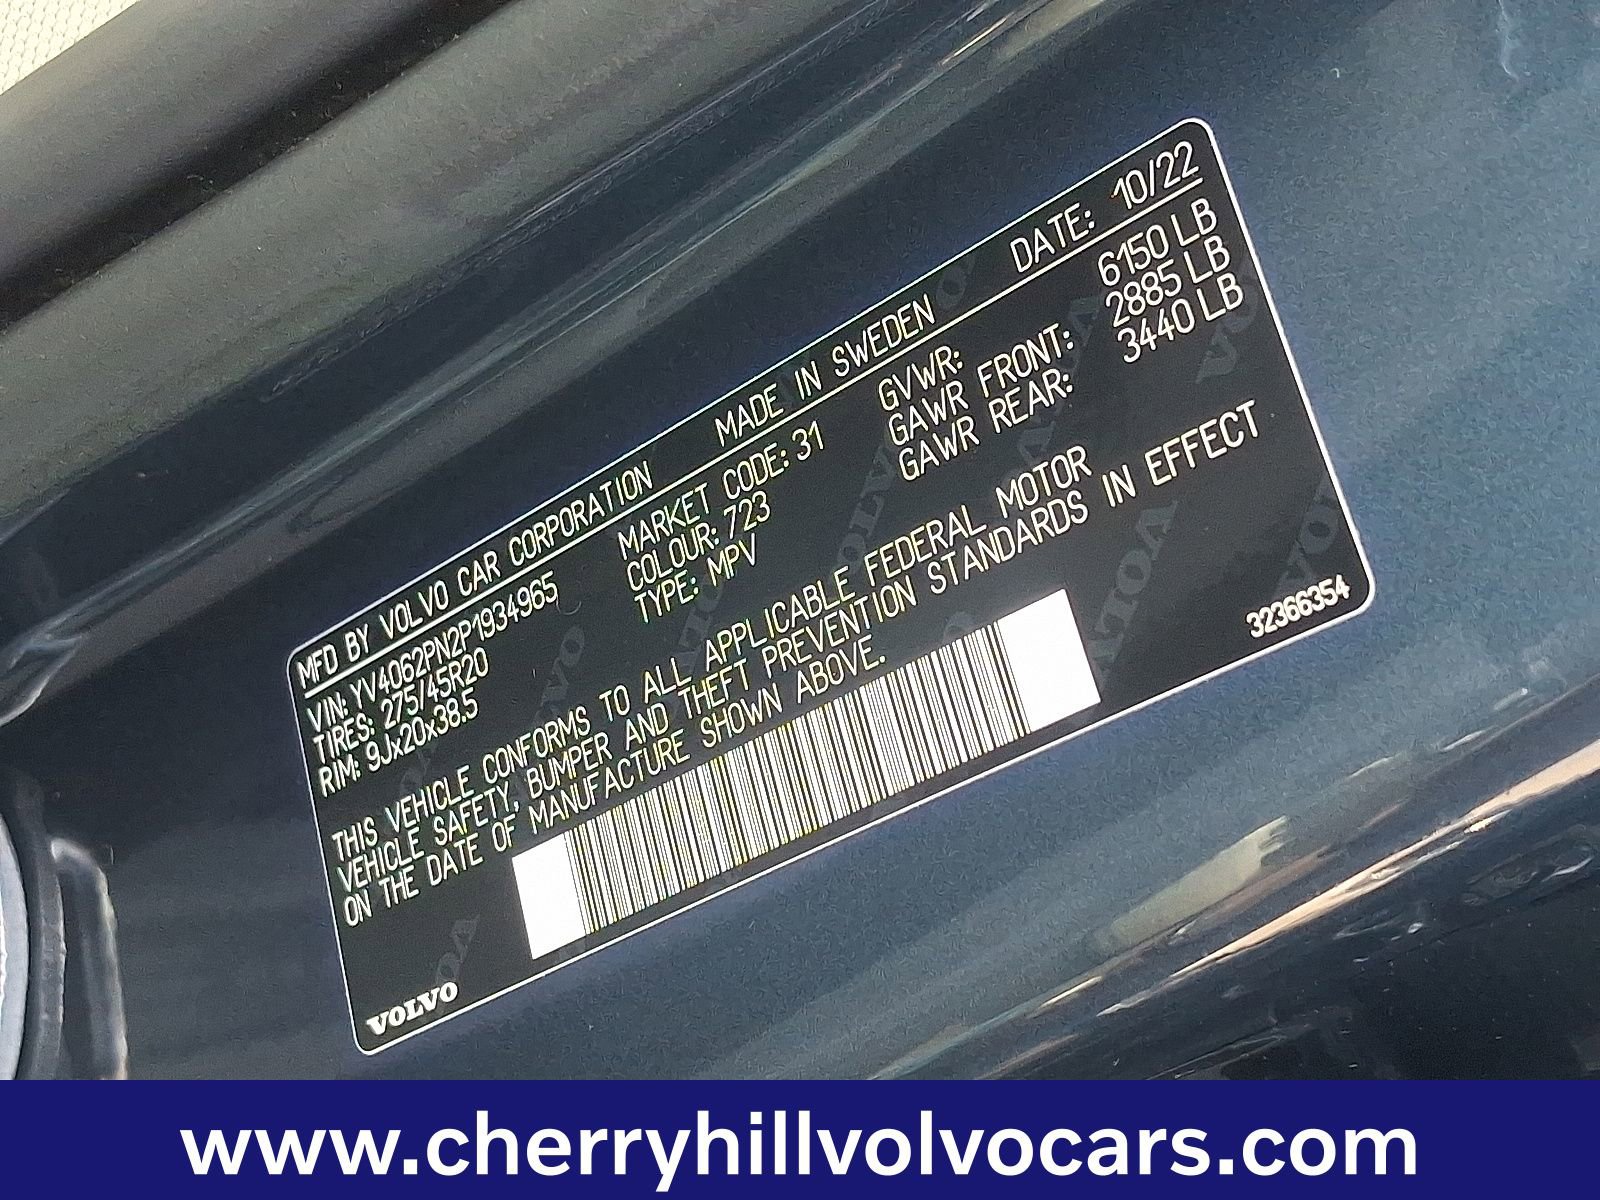 MFD BY VOLVO CAR CORPORATION MADE IN SWEDEN DATE: 10/22
VIN: YV4062PN2P1934965 MARKET CODE: 31 GVWR: 6150 LB
TIRES: 275/45R20 COLOUR: 723 GAWR FRONT: 2885 LB
RIM: 9Jx20x38.5 TYPE: MPV GAWR REAR: 3440 LB
THIS VEHICLE CONFORMS TO ALL APPLICABLE FEDERAL MOTOR
VEHICLE SAFETY, BUMPER AND THEFT PREVENTION STANDARDS IN EFFECT
ON THE DATE OF MANUFACTURE SHOWN ABOVE.
VOLVO 32366354
www.cherryhillvolvocars.com